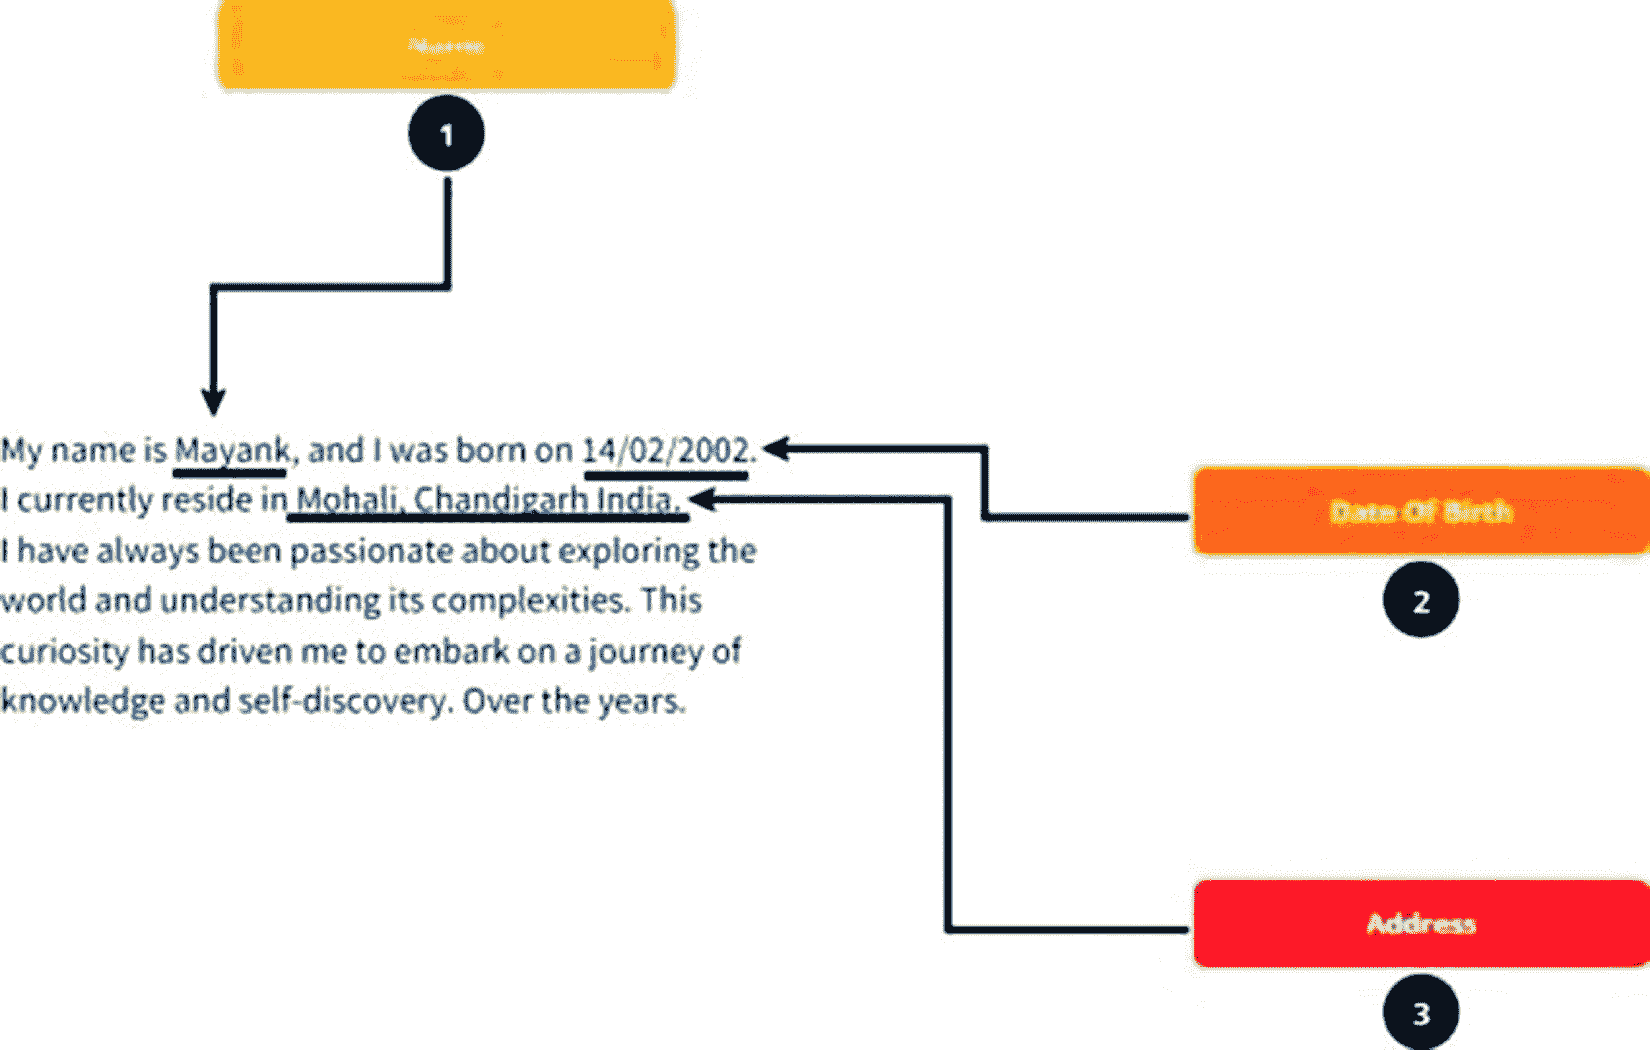 Name
1
My name is Mayank, and I was born on 14/02/2002.
I currently reside in Mohali, Chandigarh India.
I have always been passionate about exploring the
world and understanding its complexities. This
curiosity has driven me to embark on a journey of
knowledge and self-discovery. Over the years.
Date Of Birth
2
Address
3